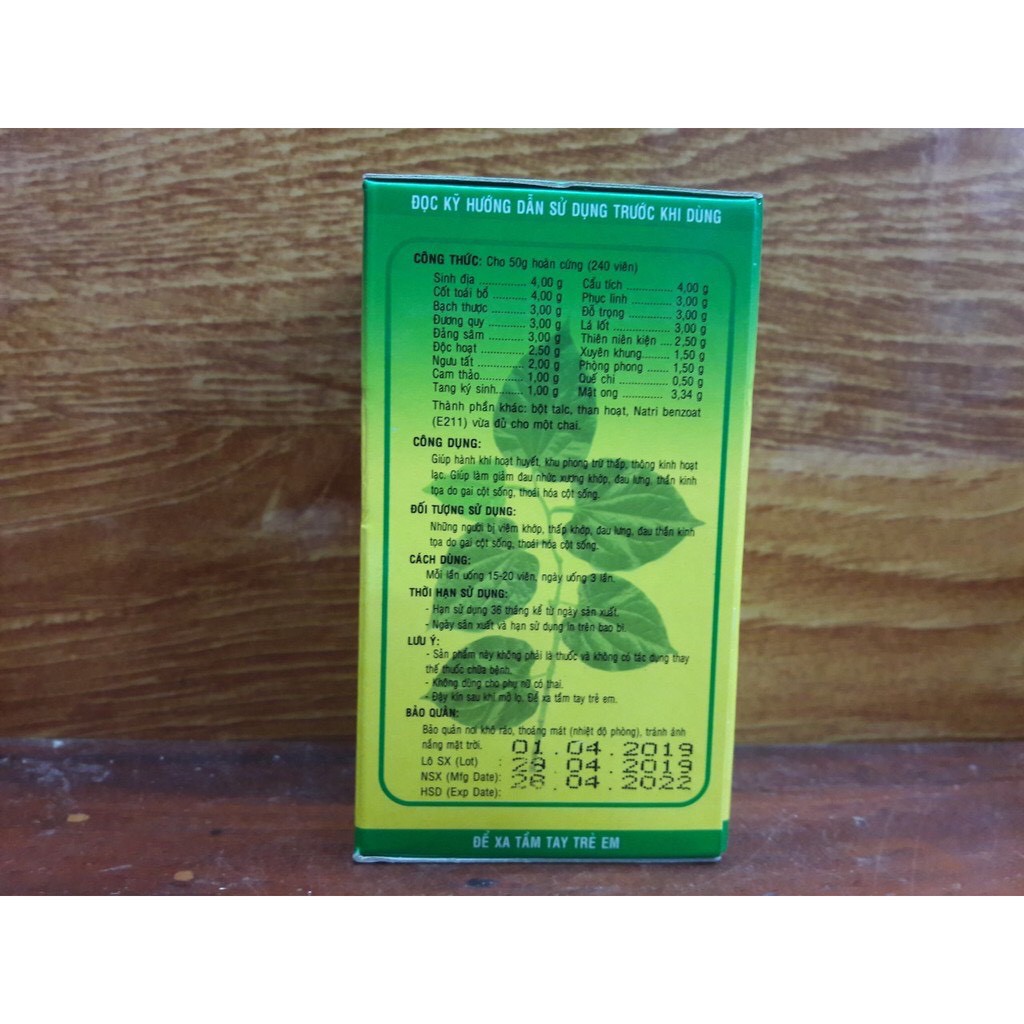 ĐỌC KỸ HƯỚNG DẪN SỬ DỤNG TRƯỚC KHI DÙNG
CÔNG THỨC: Cho 50g hoàn cứng (240 viên)
Sinh địa ............ 4,00 g
Cốt toái bổ .......... 4,00 g
Bạch thược .......... 3,00 g
Đương quy .......... 3,00 g
Đảng sâm ............ 3,00 g
Độc hoạt ............ 2,50 g
Ngưu tất ............ 2,00 g
Cam thảo............ 1,00 g
Tang ký sinh........ 1,00 g
Cẩu tích ............ 4,00 g
Phục linh ............ 3,00 g
Đỗ trọng ............ 3,00 g
Lá lốt ............ 3,00 g
Thiên niên kiện .... 2,50 g
Xuyên khung....... 1,50 g
Phòng phong ...... 1,50 g
Quế chi ............ 0,50 g
Mật ong ............ 3,34 g
Thành phần khác: bột talc, than hoạt, Natri benzoat
(E211) vừa đủ cho một chai.
CÔNG DỤNG:
Giúp hành khí hoạt huyết, khu phong trừ thấp, thông kinh hoạt
lạc. Giúp làm giảm đau nhức xương khớp, đau lưng, thần kinh
tọa do gai cột sống, thoái hóa cột sống.
ĐỐI TƯỢNG SỬ DỤNG:
Những người bị viêm khớp, thấp khớp, đau lưng, đau thần kinh
tọa do gai cột sống, thoái hóa cột sống.
CÁCH DÙNG:
Mỗi lần uống 15-20 viên, ngày uống 3 lần.
THỜI HẠN SỬ DỤNG:
- Hạn sử dụng 36 tháng kể từ ngày sản xuất.
- Ngày sản xuất và hạn sử dụng in trên bao bì.
LƯU Ý:
- Sản phẩm này không phải là thuốc và không có tác dụng thay
thế thuốc chữa bệnh.
- Không dùng cho phụ nữ có thai.
- Đậy kín sau khi mở lọ. Để xa tầm tay trẻ em.
BẢO QUẢN:
Bảo quản nơi khô ráo, thoáng mát (nhiệt độ phòng), tránh ánh
nắng mặt trời.
Lô SX (Lot) : 01.04.2019
NSX (Mfg Date): 29.04.2019
HSD (Exp Date): 26.04.2022
ĐỂ XA TẦM TAY TRẺ EM